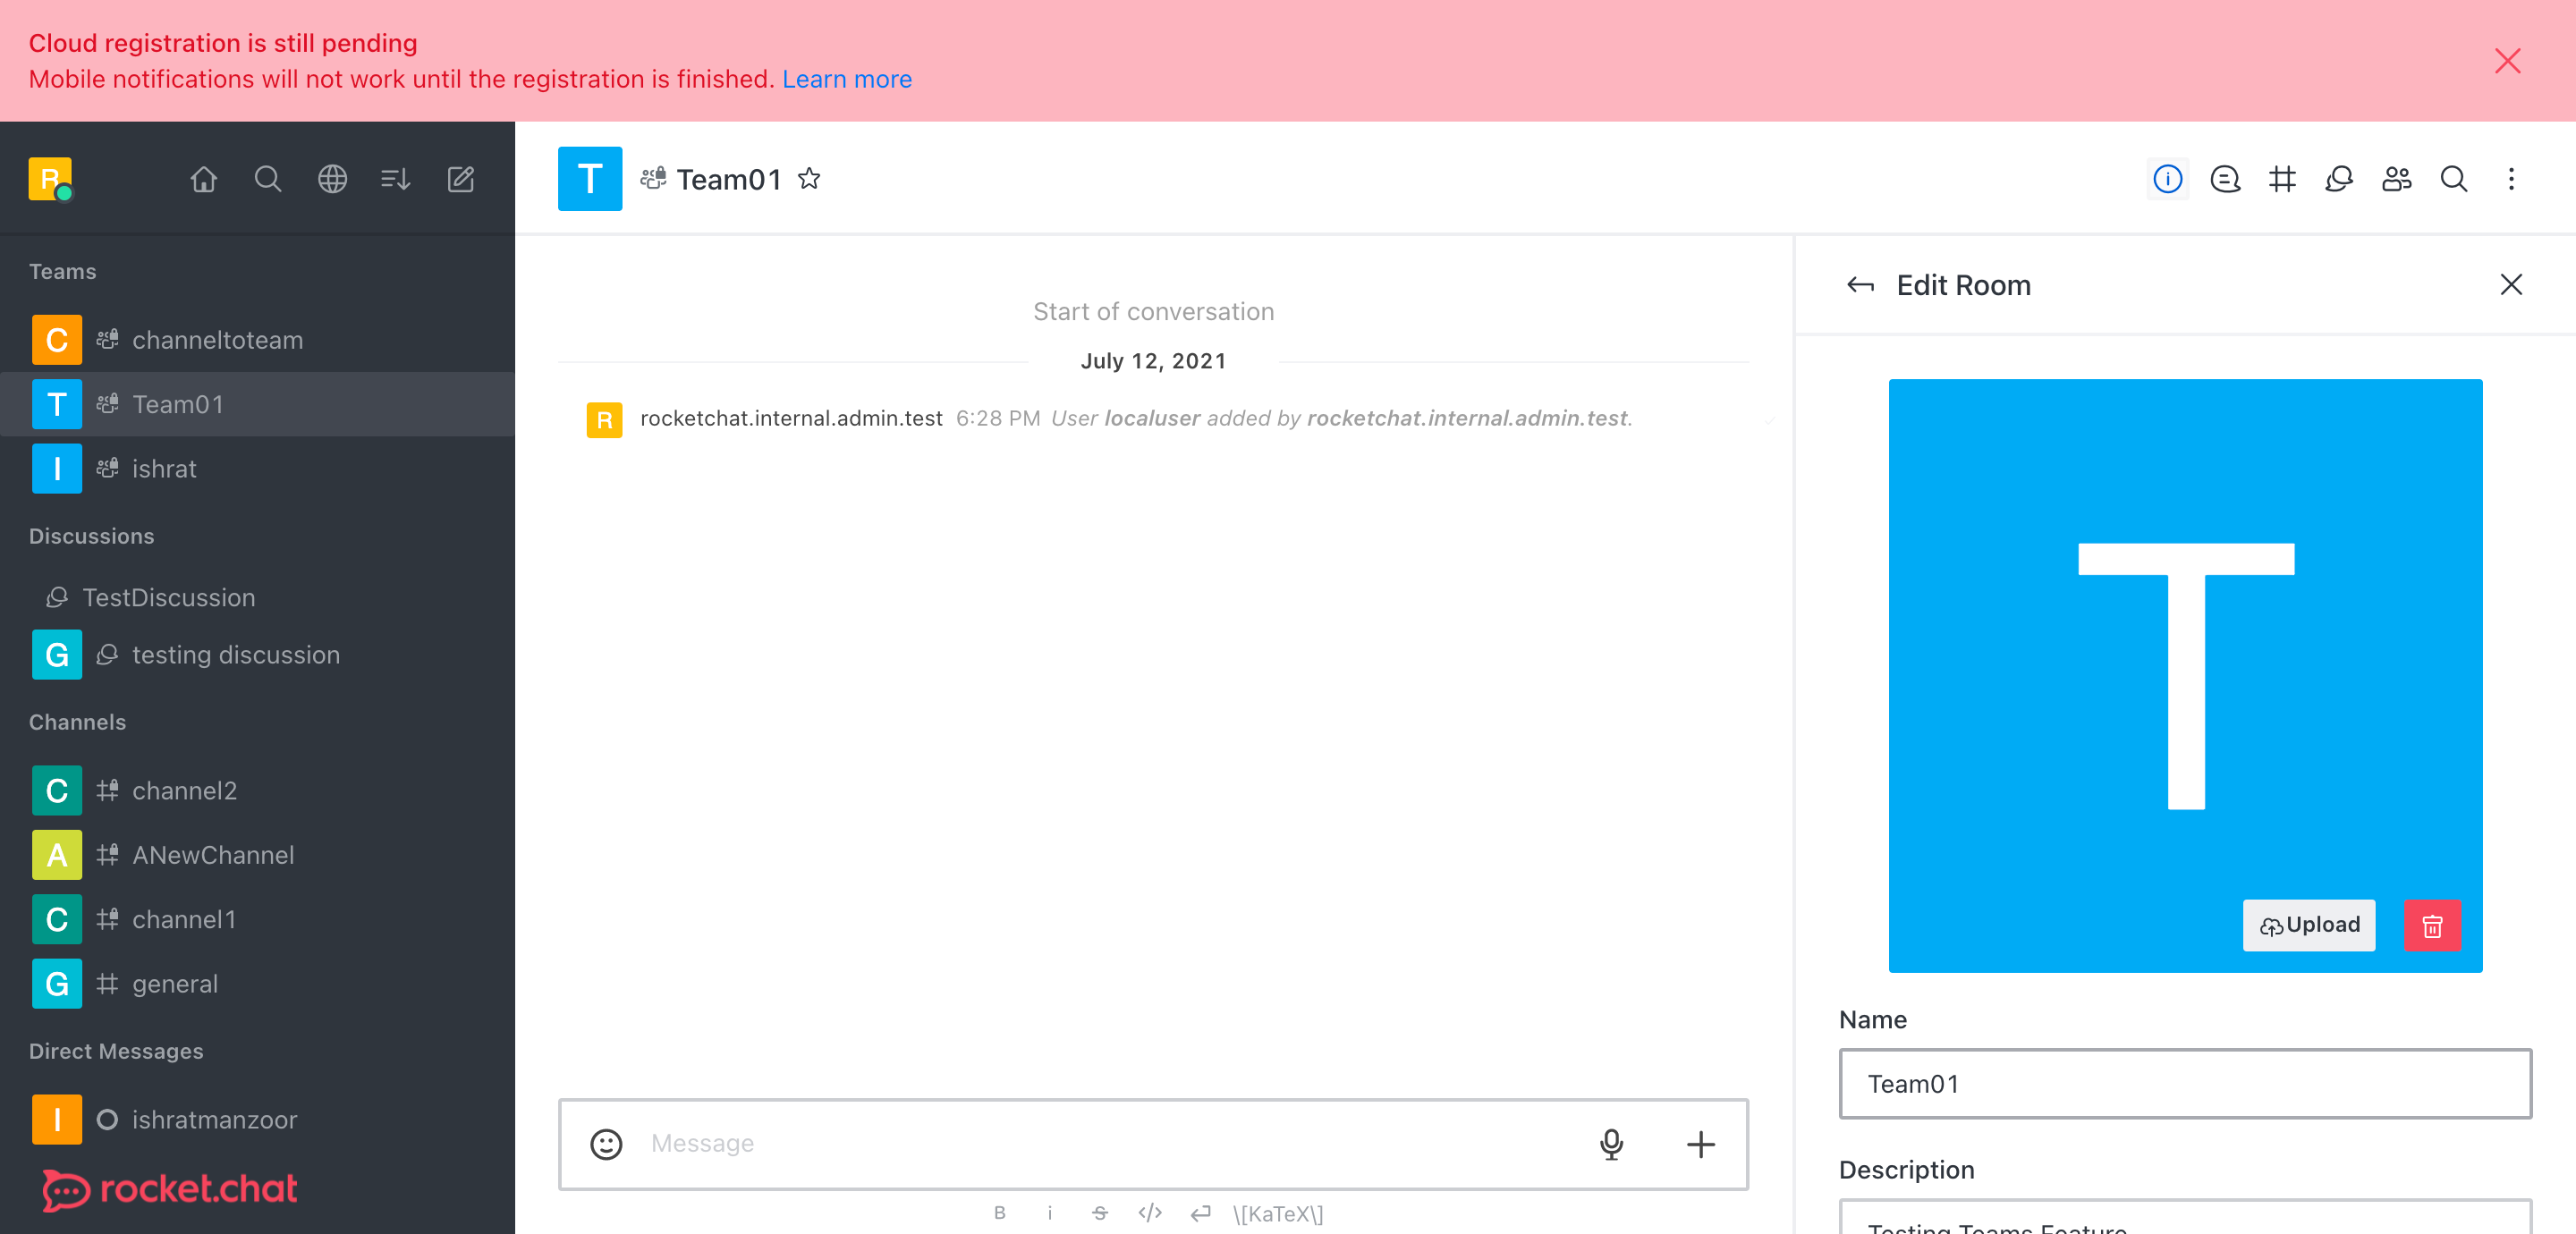 Cloud registration is still pending
Mobile notifications will not work until the registration is finished. Learn more
R
T Team01
Teams
C channeltoteam
T Team01
I ishrat
Discussions
TestDiscussion
G testing discussion
Channels
C channel2
A ANewChannel
C channel1
G general
Direct Messages
I ishratmanzoor
rocket.chat
Start of conversation
July 12, 2021
R rocketchat.internal.admin.test 6:28 PM User localuser added by rocketchat.internal.admin.test.
Message
B i S </> \[KaTeX\]
Edit Room
T
Upload
Name
Team01
Description
Testing Teams Feature